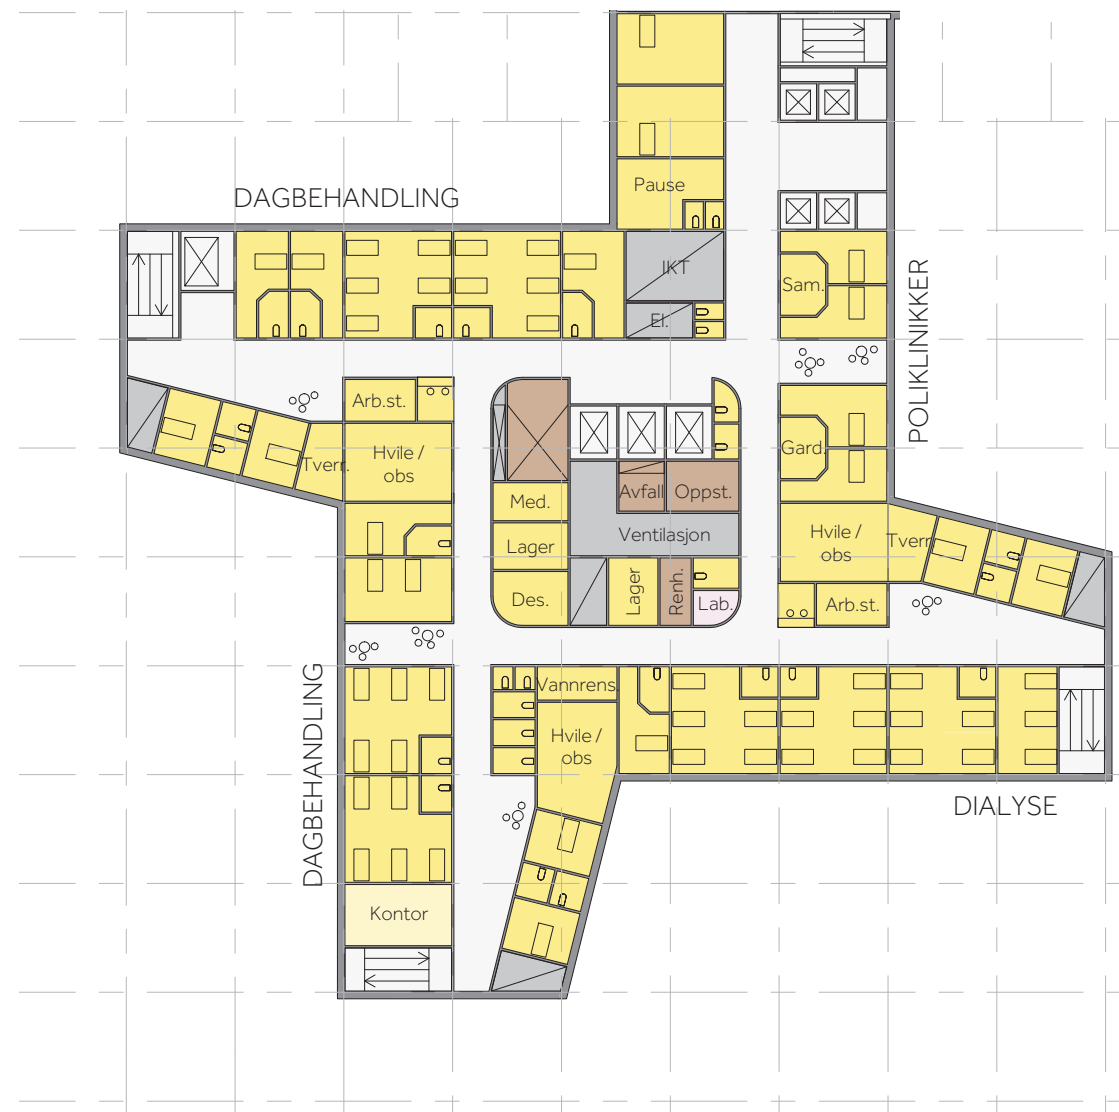 Pause
DAGBEHANDLING
IKT
El.
Sam.
POLIKLINIKKER
Arb.st.
Tverr.
Hvile /
obs
Gard.
Med.
Avfall
Oppst.
Lager
Ventilasjon
Hvile /
obs
Tverr.
Des.
Lager
Renh.
Lab.
Arb.st.
DAGBEHANDLING
Vannrens.
Hvile /
obs
DIALYSE
Kontor